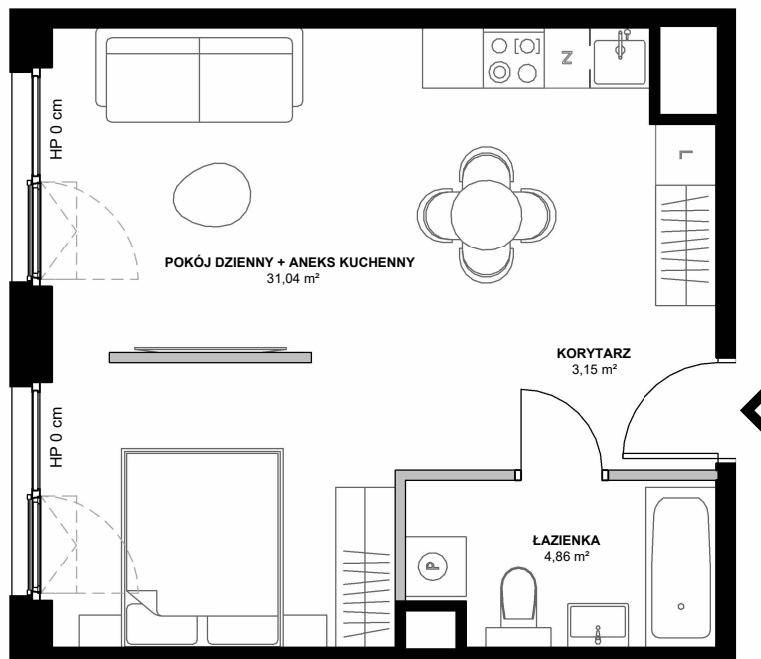 HP 0 cm
N
L
POKÓJ DZIENNY + ANEKS KUCHENNY
31,04 m²
KORYTARZ
3,15 m²
HP 0 cm
ŁAZIENKA
4,86 m²
P